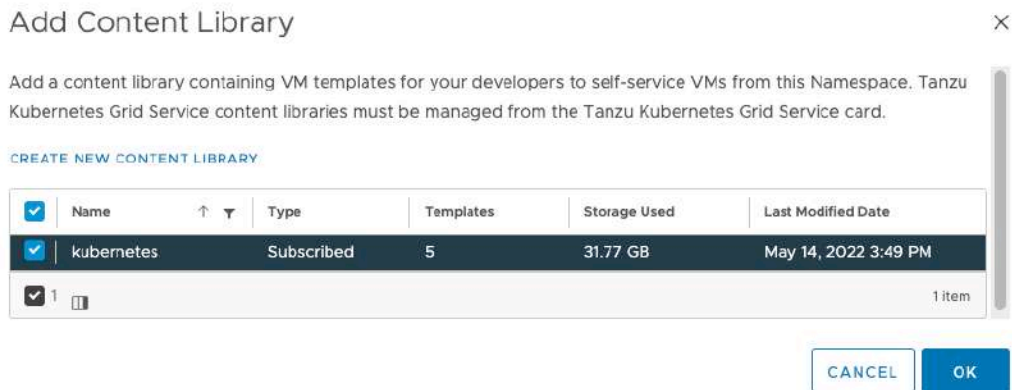 Add Content Library
Add a content library containing VM templates for your developers to self-service VMs from this Namespace. Tanzu
Kubernetes Grid Service content libraries must be managed from the Tanzu Kubernetes Grid Service card.
CREATE NEW CONTENT LIBRARY
Name Type Templates Storage Used Last Modified Date
kubernetes Subscribed 5 31.77 GB May 14, 2022 3:49 PM
1 1 item
CANCEL OK